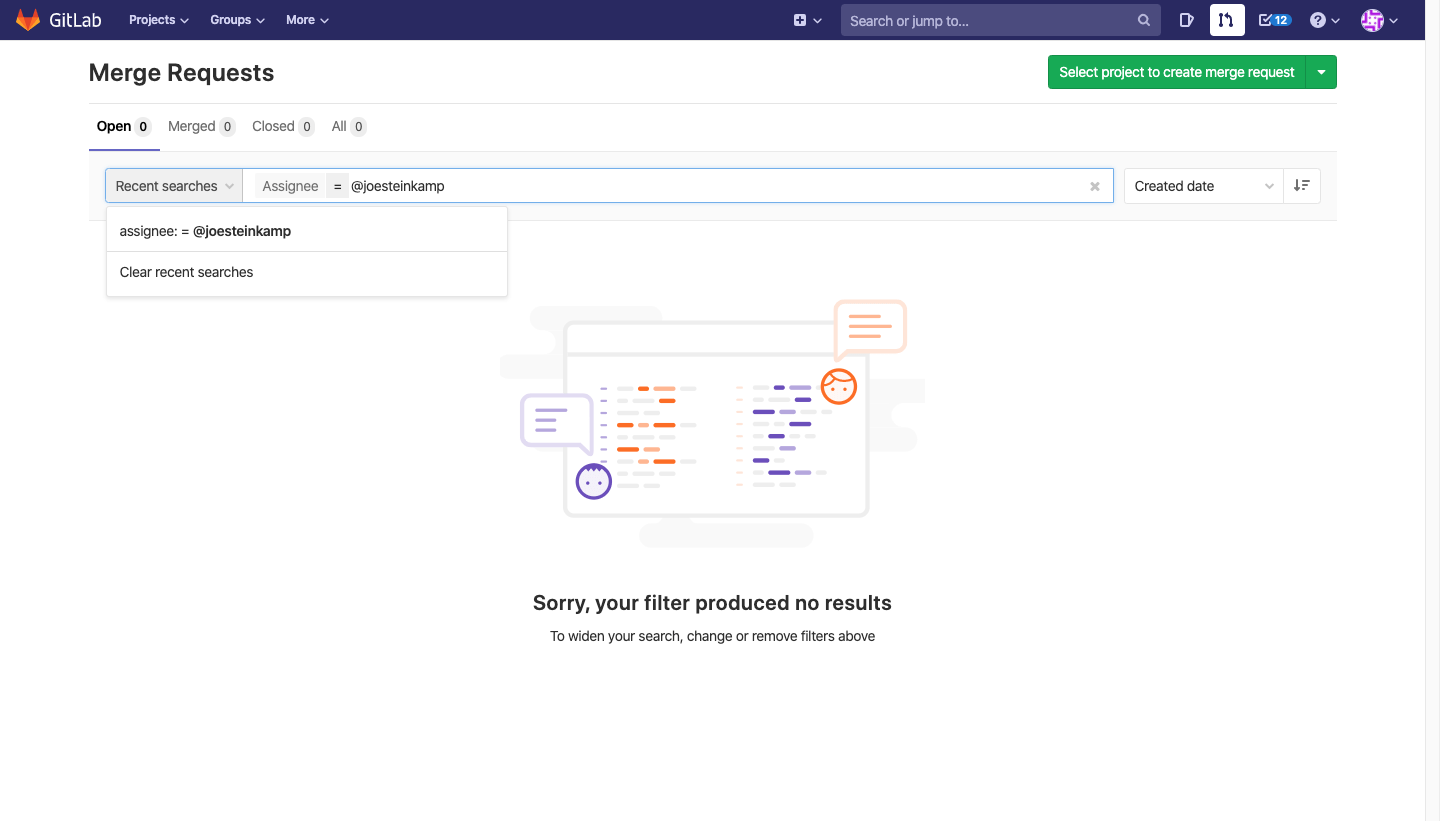 GitLab Projects Groups More Search or jump to... 12 ?
Merge Requests
Select project to create merge request
Open 0 Merged 0 Closed 0 All 0
Recent searches Assignee = @joesteinkamp Created date
assignee: = @joesteinkamp
Clear recent searches
Sorry, your filter produced no results
To widen your search, change or remove filters above